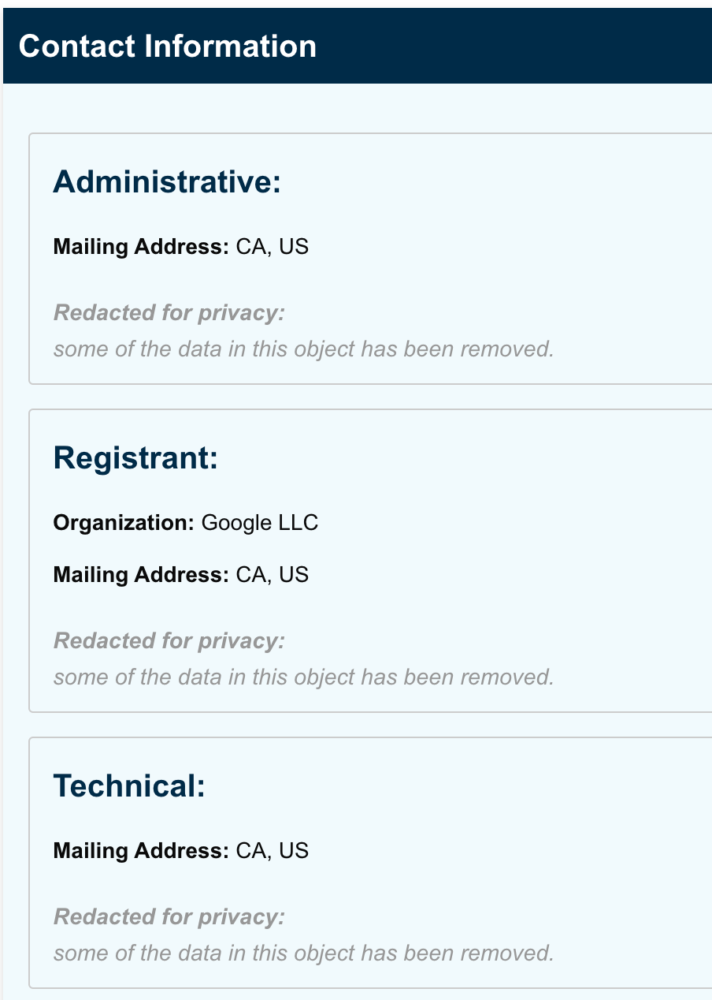 Contact Information
Administrative:
Mailing Address: CA, US
Redacted for privacy:
some of the data in this object has been removed.
Registrant:
Organization: Google LLC
Mailing Address: CA, US
Redacted for privacy:
some of the data in this object has been removed.
Technical:
Mailing Address: CA, US
Redacted for privacy:
some of the data in this object has been removed.